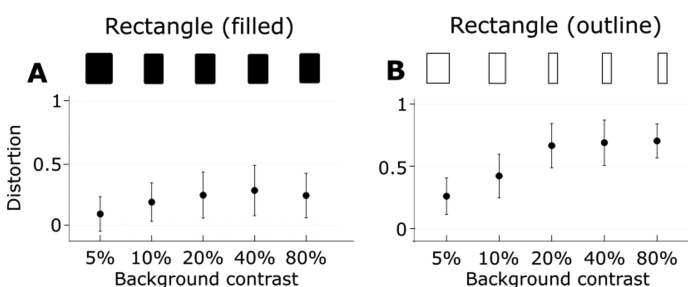 Rectangle (filled)
A
1
0.5
0
Distortion
5% 10% 20% 40% 80%
Background contrast
Rectangle (outline)
B
1
0.5
0
5% 10% 20% 40% 80%
Background contrast